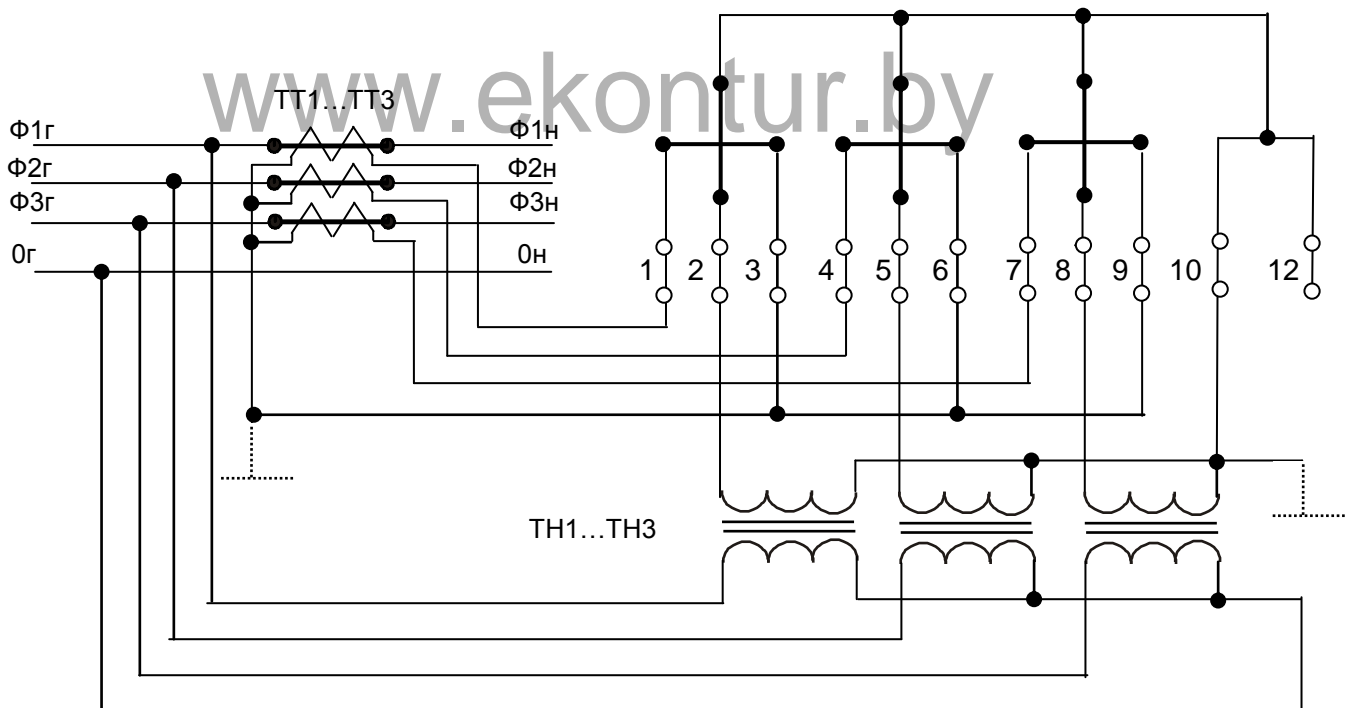 www.ekontur.by
ТТ1...ТТ3
Ф1г
Ф1н
Ф2г
Ф2н
Ф3г
Ф3н
0г
0н
1 2 3 4 5 6 7 8 9 10 12
ТН1...ТН3